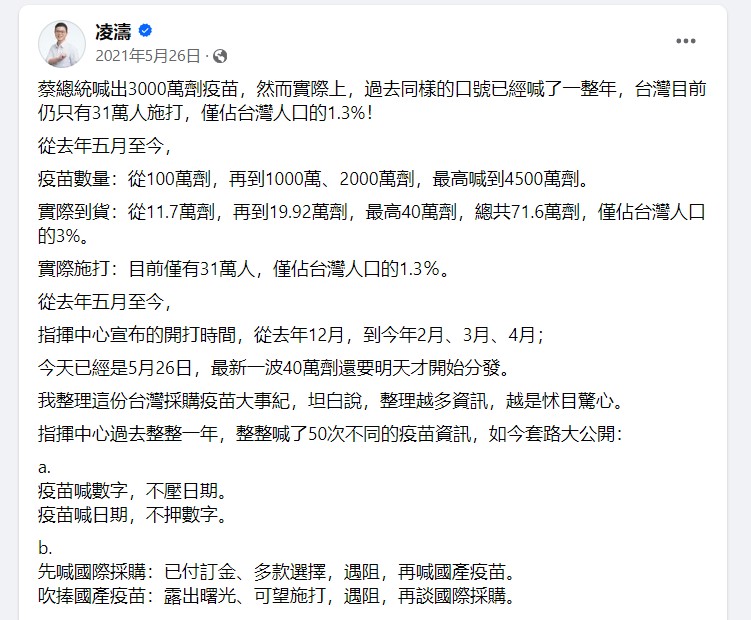 凌濤
2021年5月26日
蔡總統喊出3000萬劑疫苗，然而實際上，過去同樣的口號已經喊了一整年，台灣目前
仍只有31萬人施打，僅佔台灣人口的1.3%！
從去年五月至今，
疫苗數量：從100萬劑，再到1000萬、2000萬劑，最高喊到4500萬劑。
實際到貨：從11.7萬劑，再到19.92萬劑，最高40萬劑，總共71.6萬劑，僅佔台灣人口
的3%。
實際施打：目前僅有31萬人，僅佔台灣人口的1.3％。
從去年五月至今，
指揮中心宣布的開打時間，從去年12月，到今年2月、3月、4月；
今天已經是5月26日，最新一波40萬劑還要明天才開始分發。
我整理這份台灣採購疫苗大事紀，坦白說，整理越多資訊，越是怵目驚心。
指揮中心過去整整一年，整整喊了50次不同的疫苗資訊，如今套路大公開：
a.
疫苗喊數字，不壓日期。
疫苗喊日期，不押數字。
b.
先喊國際採購：已付訂金、多款選擇，遇阻，再喊國產疫苗。
吹捧國產疫苗：露出曙光、可望施打，遇阻，再談國際採購。